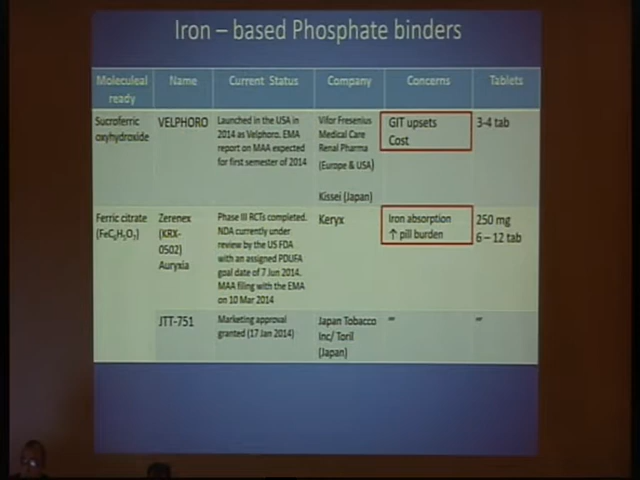 Iron – based Phosphate binders
Moleculeal
ready
Name
Current Status
Company
Concerns
Tablets
Sucroferric
oxyhydroxide
VELPHORO
Launched in the USA in
2014 as Velphoro. EMA
report on MAA expected
for first semester of 2014
Vifor Fresenius
Medical Care
Renal Pharma
(Europe & USA)
Kissei (Japan)
GIT upsets
Cost
3-4 tab
Ferric citrate
(FeC₆H₅O₇)
Zerenex
(KRX-
0502)
Auryxia
Phase III RCTs completed.
NDA currently under
review by the US FDA
with an assigned PDUFA
goal date of 7 Jun 2014.
MAA filing with the EMA
on 10 Mar 2014
Keryx
Iron absorption
↑ pill burden
250 mg
6 – 12 tab
JTT-751
Marketing approval
granted (17 Jan 2014)
Japan Tobacco
Inc/ Torii
(Japan)
"
"